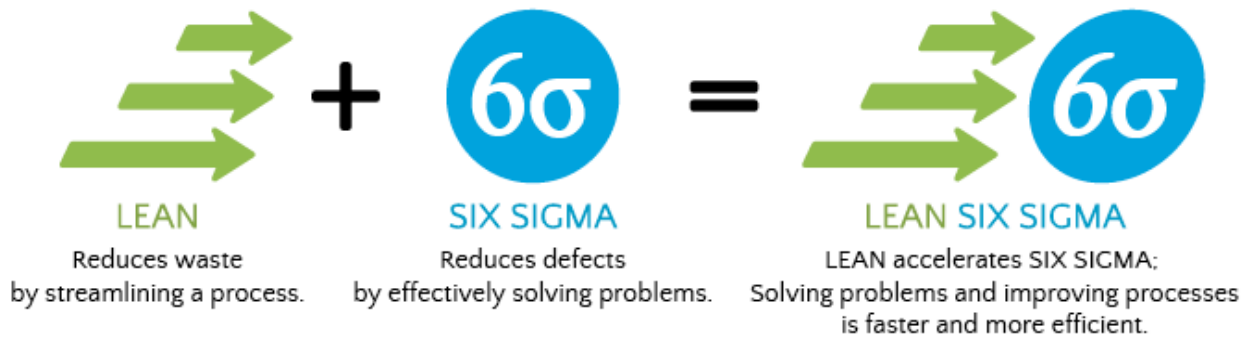 +
6σ
=
6σ
LEAN
Reduces waste
by streamlining a process.
SIX SIGMA
Reduces defects
by effectively solving problems.
LEAN SIX SIGMA
LEAN accelerates SIX SIGMA;
Solving problems and improving processes
is faster and more efficient.